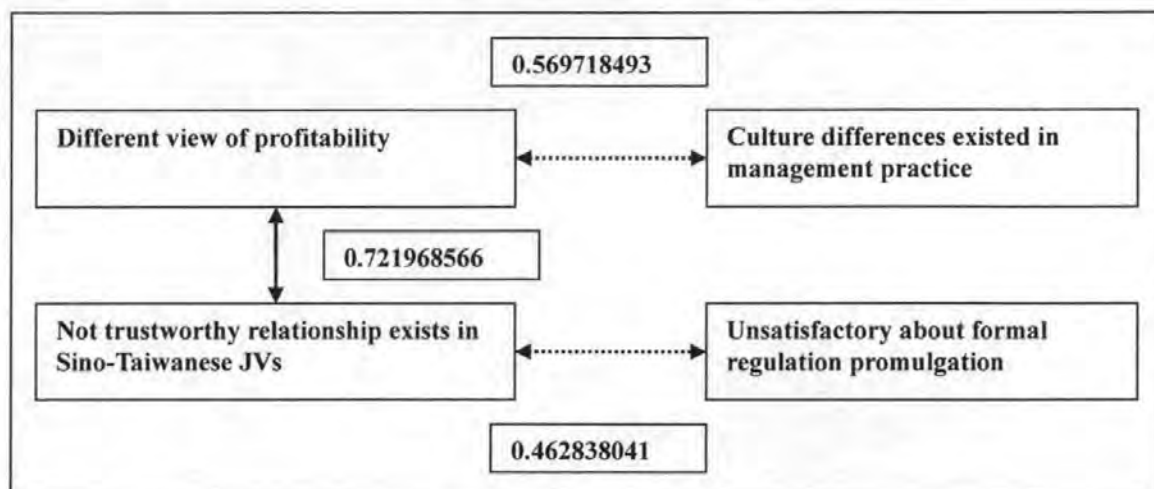 0.569718493
Different view of profitability
Culture differences existed in
management practice
0.721968566
Not trustworthy relationship exists in
Sino-Taiwanese JVs
Unsatisfactory about formal
regulation promulgation
0.462838041